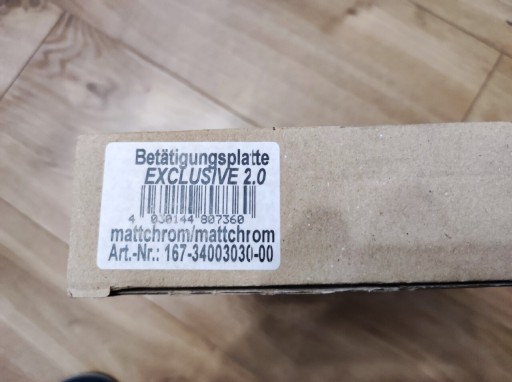 Betätigungsplatte
EXCLUSIVE 2.0
4 030144 807360
mattchrom/mattchrom
Art.-Nr.: 167-34003030-00